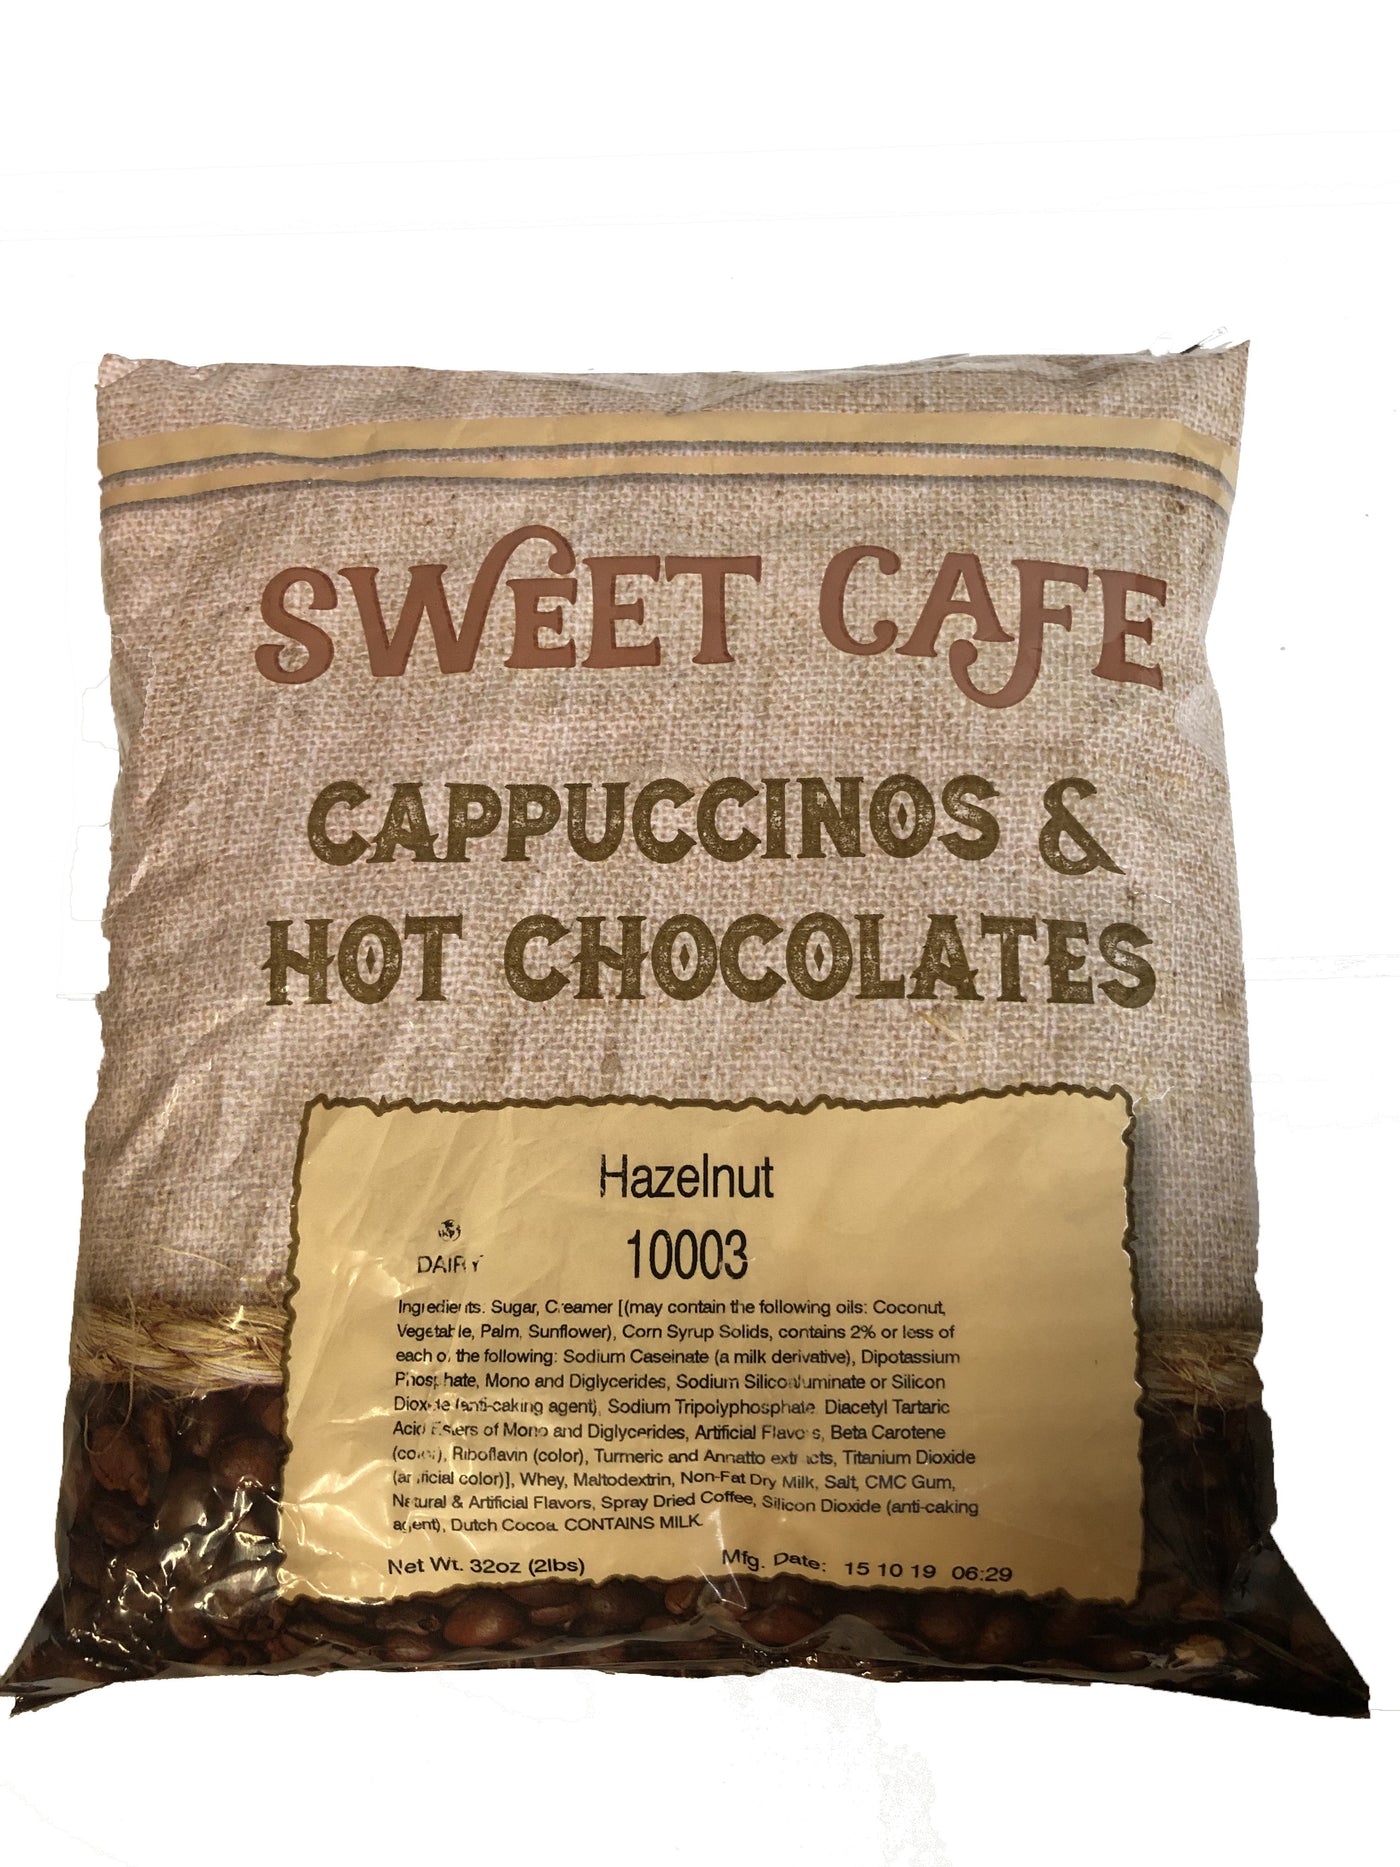 SWEET CAFE
CAPPUCCINOS &
HOT CHOCOLATES
Hazelnut
10003
DAIRY
Ingredients: Sugar, Creamer [(may contain the following oils: Coconut,
Vegetable, Palm, Sunflower), Corn Syrup Solids, contains 2% or less of
each of the following: Sodium Caseinate (a milk derivative), Dipotassium
Phosphate, Mono and Diglycerides, Sodium Silicoaluminate or Silicon
Dioxide (anti-caking agent), Sodium Tripolyphosphate, Diacetyl Tartaric
Acid Esters of Mono and Diglycerides, Artificial Flavors, Beta Carotene
(color), Riboflavin (color), Turmeric and Annatto extracts, Titanium Dioxide
(artificial color)], Whey, Maltodextrin, Non-Fat Dry Milk, Salt, CMC Gum,
Natural & Artificial Flavors, Spray Dried Coffee, Silicon Dioxide (anti-caking
agent), Dutch Cocoa. CONTAINS MILK.
Net Wt. 32oz (2lbs) Mfg. Date: 15 10 19 06:29